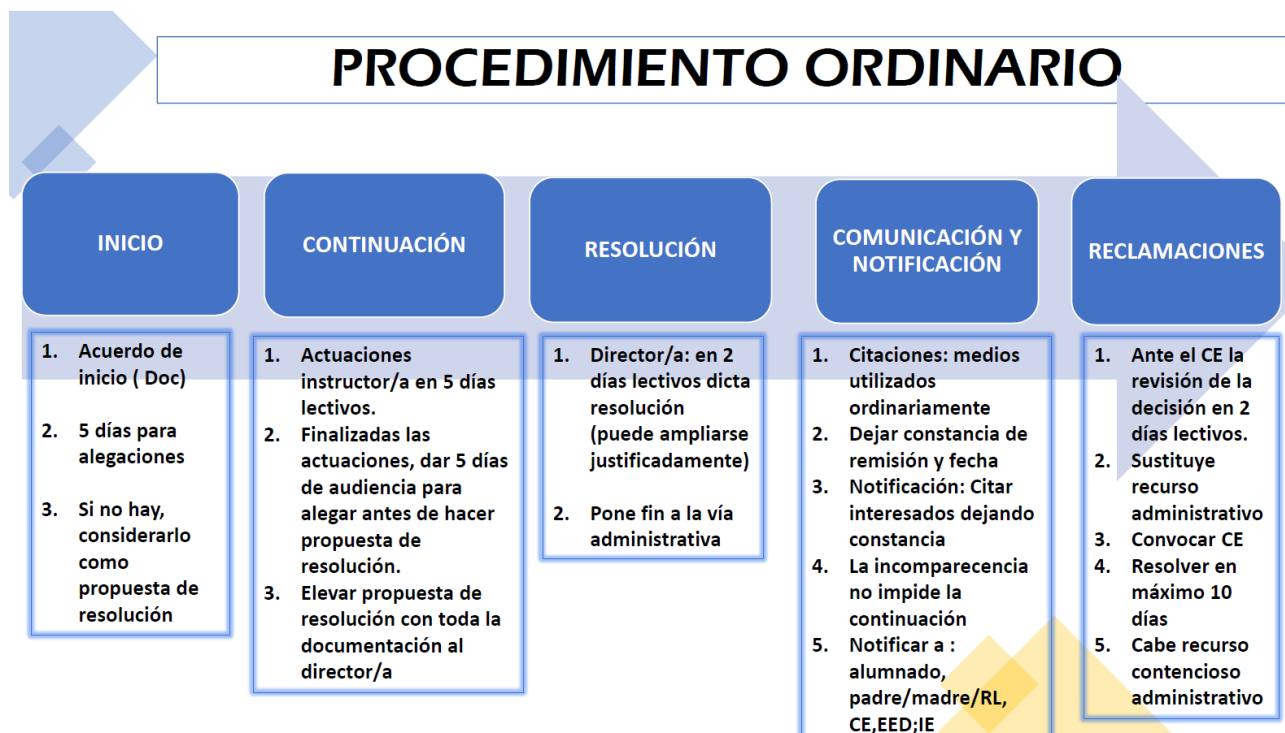 PROCEDIMIENTO ORDINARIO
INICIO
1. Acuerdo de
inicio ( Doc)
2. 5 días para
alegaciones
3. Si no hay,
considerarlo
como
propuesta de
resolución
CONTINUACIÓN
1. Actuaciones
instructor/a en 5 días
lectivos.
2. Finalizadas las
actuaciones, dar 5 días
de audiencia para
alegar antes de hacer
propuesta de
resolución.
3. Elevar propuesta de
resolución con toda la
documentación al
director/a
RESOLUCIÓN
1. Director/a: en 2
días lectivos dicta
resolución
(puede ampliarse
justificadamente)
2. Pone fin a la vía
administrativa
COMUNICACIÓN Y
NOTIFICACIÓN
1. Citaciones: medios
utilizados
ordinariamente
2. Dejar constancia de
remisión y fecha
3. Notificación: Citar
interesados dejando
constancia
4. La incomparecencia
no impide la
continuación
5. Notificar a :
alumnado,
padre/madre/RL,
CE,EED;IE
RECLAMACIONES
1. Ante el CE la
revisión de la
decisión en 2
días lectivos.
2. Sustituye
recurso
administrativo
3. Convocar CE
4. Resolver en
máximo 10
días
5. Cabe recurso
contencioso
administrativo